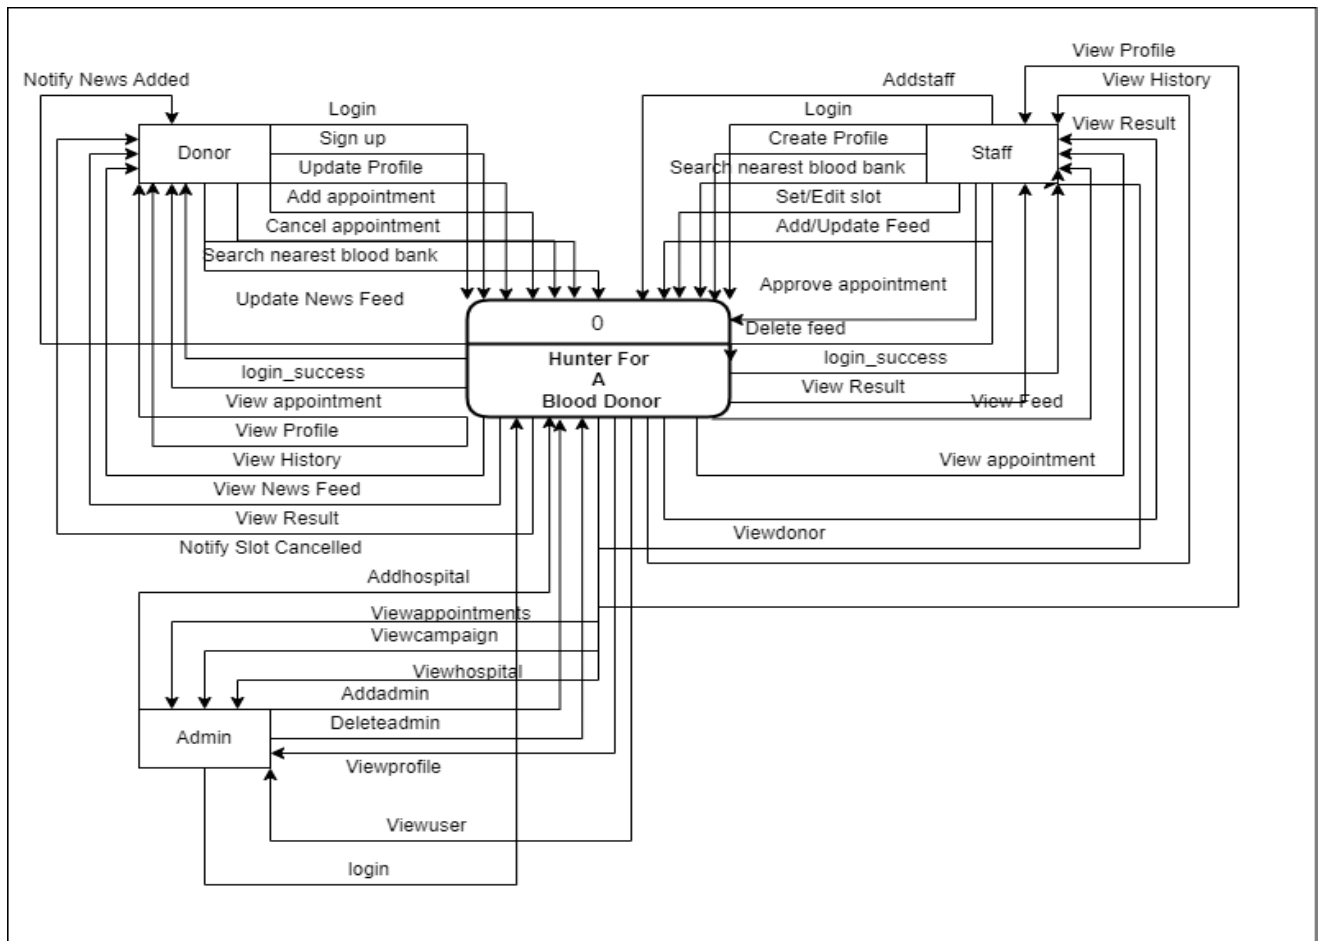 View Profile
Notify News Added
Addstaff
View History
Login
Login
View Result
Sign up
Create Profile
Donor
Staff
Update Profile
Search nearest blood bank
Add appointment
Set/Edit slot
Cancel appointment
Add/Update Feed
Search nearest blood bank
Approve appointment
Update News Feed
0
Delete feed
Hunter For
A
Blood Donor
login_success
login_success
View Result
View appointment
View Feed
View Profile
View History
View appointment
View News Feed
View Result
Viewdonor
Notify Slot Cancelled
Addhospital
Viewappointments
Viewcampaign
Viewhospital
Addadmin
Deleteadmin
Admin
Viewprofile
Viewuser
login